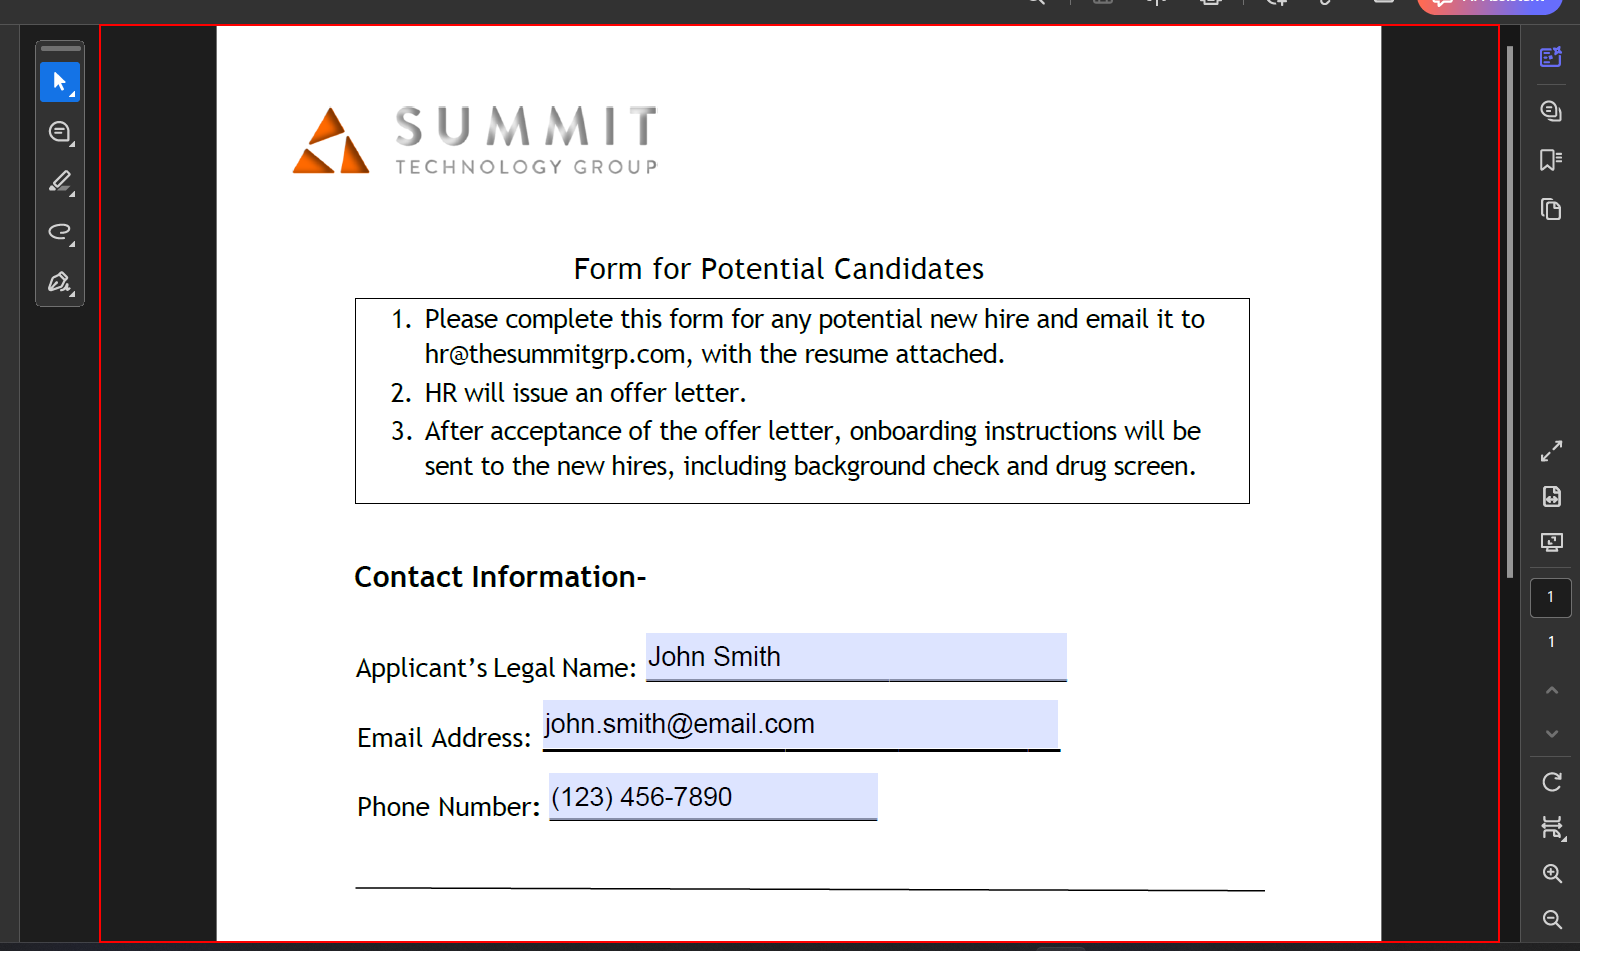 SUMMIT
TECHNOLOGY GROUP
Form for Potential Candidates
1. Please complete this form for any potential new hire and email it to
hr@thesummitgrp.com, with the resume attached.
2. HR will issue an offer letter.
3. After acceptance of the offer letter, onboarding instructions will be
sent to the new hires, including background check and drug screen.
Contact Information-
Applicant’s Legal Name: John Smith
Email Address: john.smith@email.com
Phone Number: (123) 456-7890
1
1